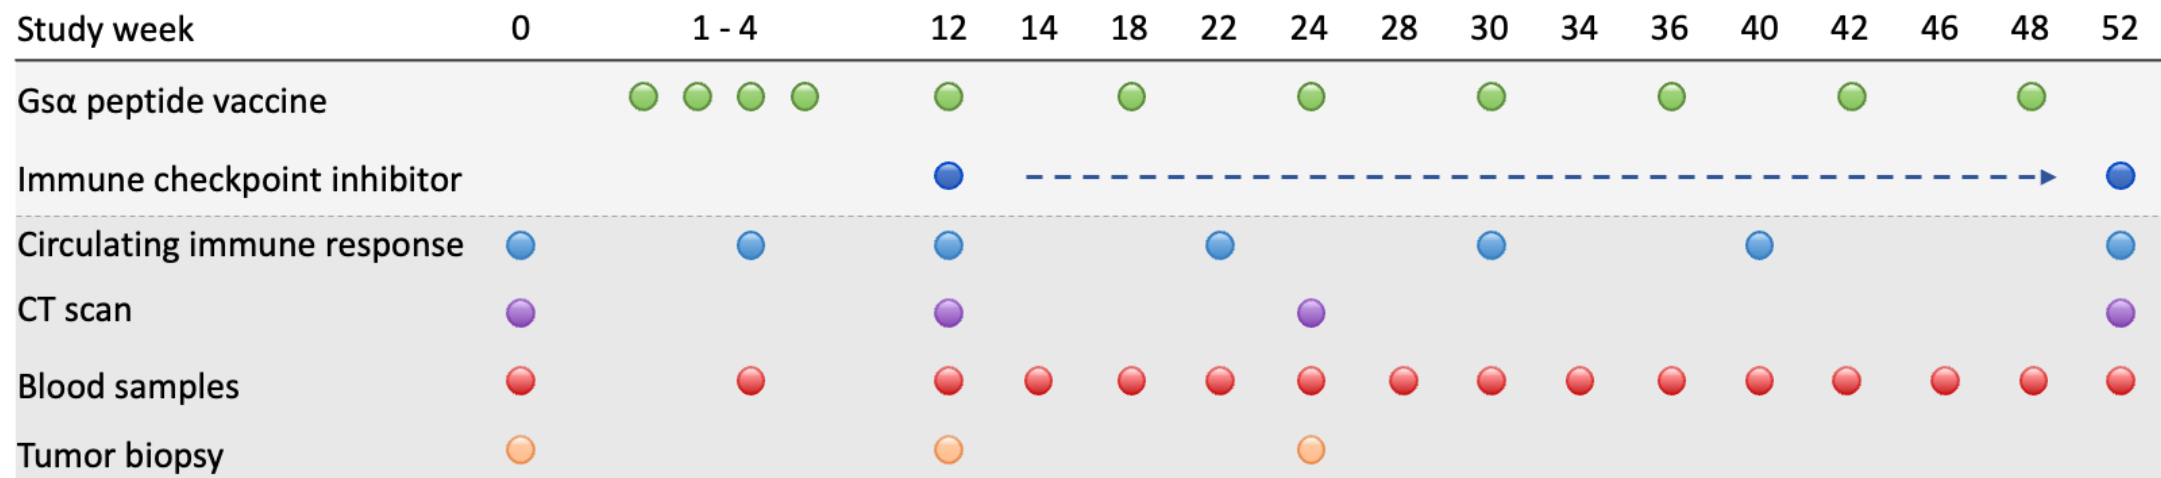 Study week 0 1 - 4 12 14 18 22 24 28 30 34 36 40 42 46 48 52
Gsα peptide vaccine
Immune checkpoint inhibitor
Circulating immune response
CT scan
Blood samples
Tumor biopsy